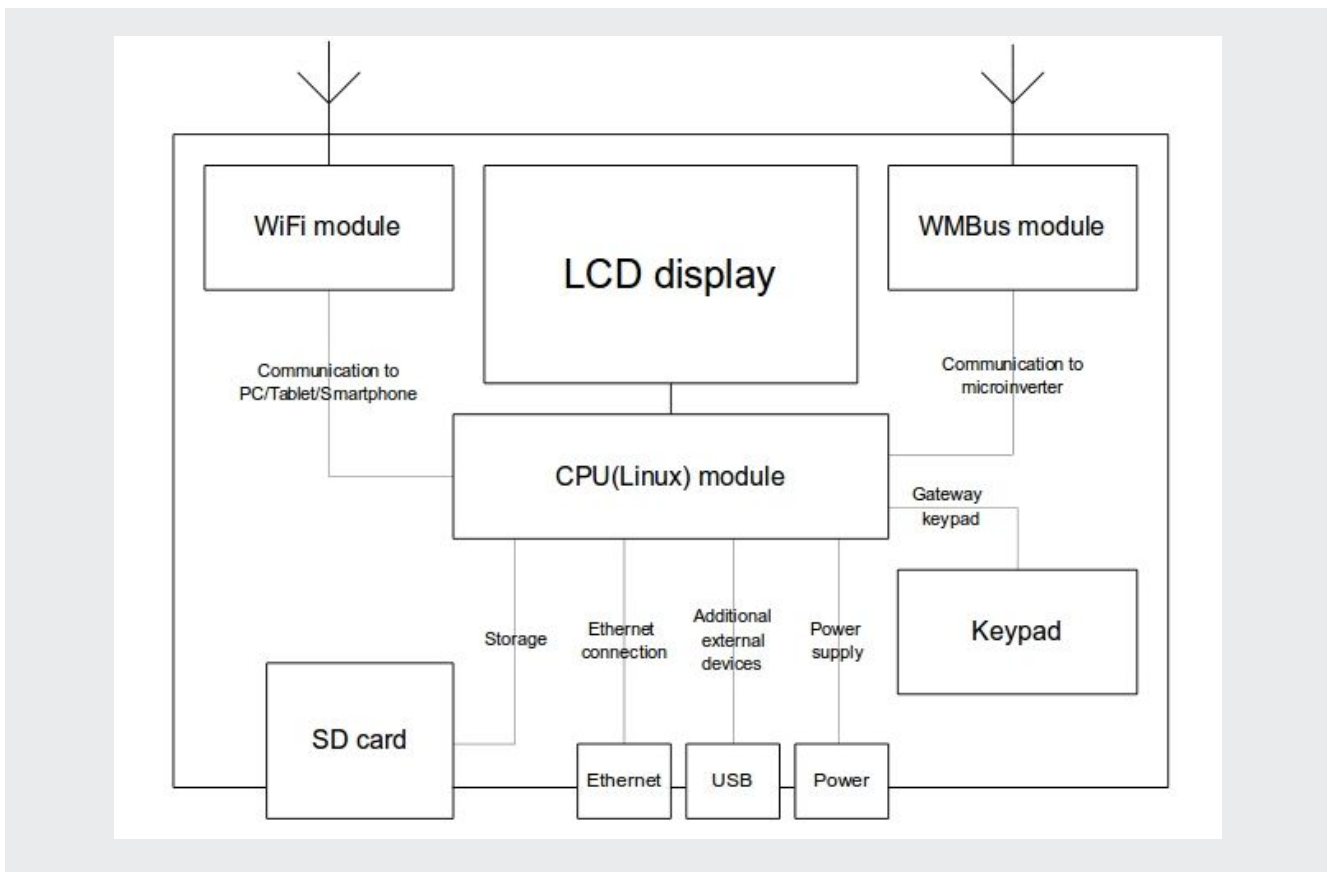 WiFi module
LCD display
WMBus module
Communication to
PC/Tablet/Smartphone
Communication to
microinverter
CPU(Linux) module
Gateway
keypad
Storage
Ethernet
connection
Additional
external
devices
Power
supply
Keypad
SD card
Ethernet
USB
Power